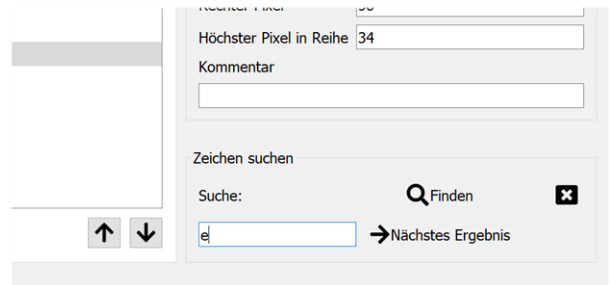 Höchster Pixel in Reihe 34
Kommentar
Zeichen suchen
Suche: Finden
e Nächstes Ergebnis